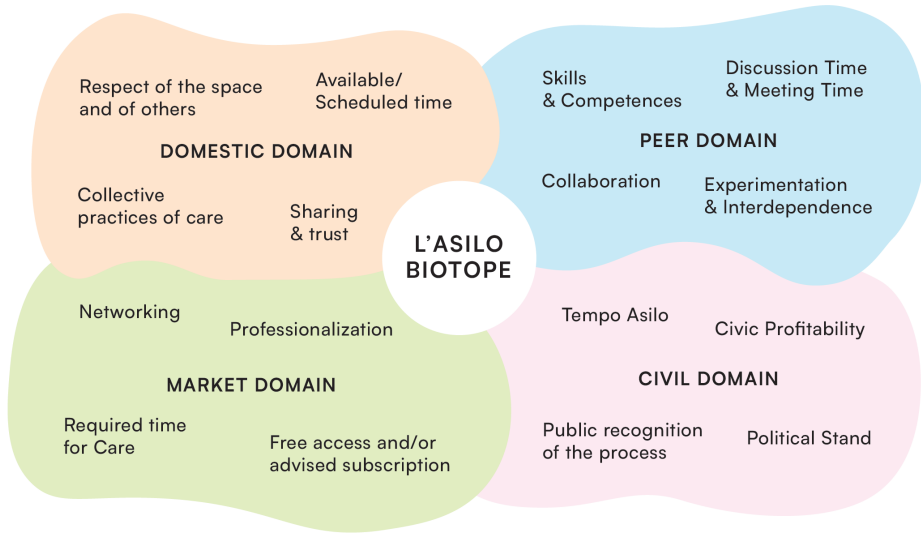 Respect of the space
and of others
Available/
Scheduled time
DOMESTIC DOMAIN
Collective
practices of care
Sharing
& trust
Skills
& Competences
Discussion Time
& Meeting Time
PEER DOMAIN
Collaboration
Experimentation
& Interdependence
L’ASILO
BIOTOPE
Networking
Professionalization
MARKET DOMAIN
Required time
for Care
Free access and/or
advised subscription
Tempo Asilo
Civic Profitability
CIVIL DOMAIN
Public recognition
of the process
Political Stand